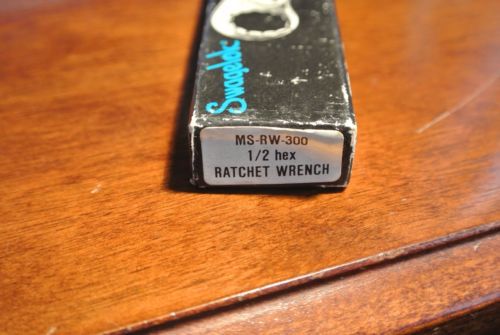 Swagelok
MS-RW-300
1/2 hex
RATCHET WRENCH